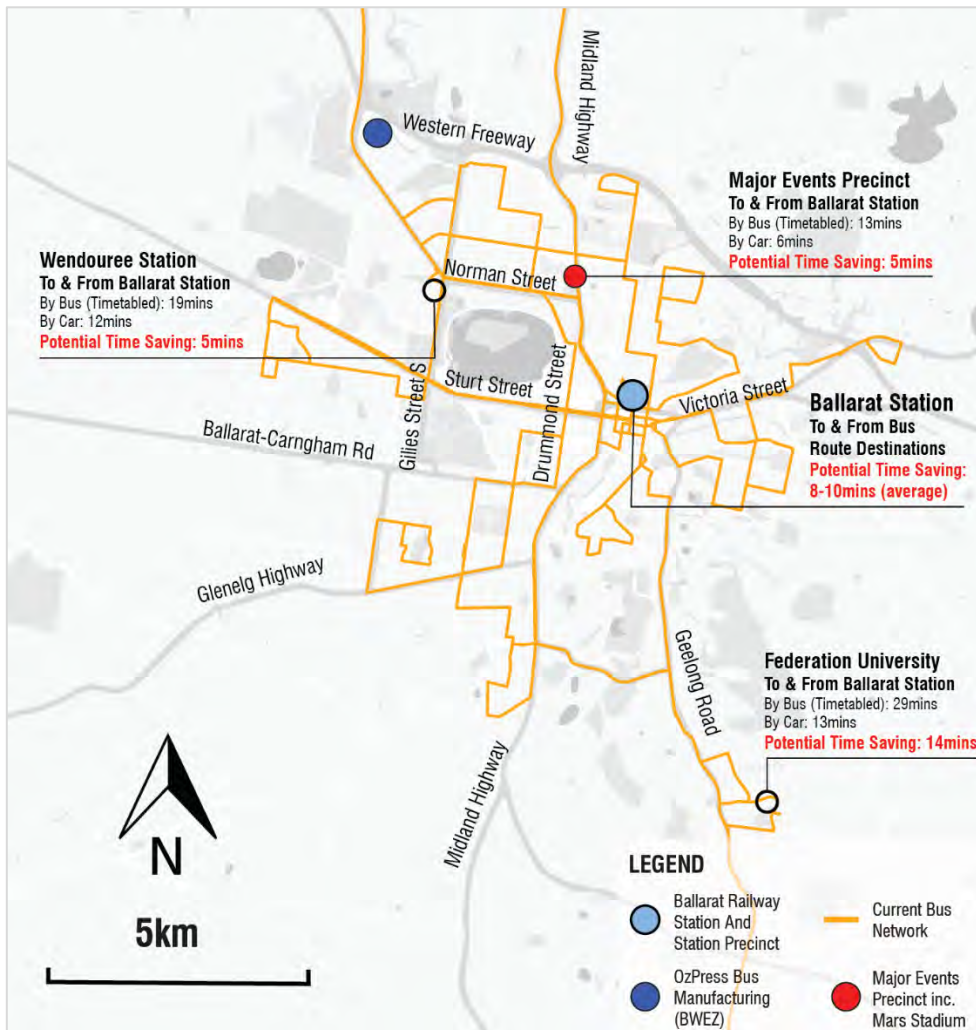 Midland Highway
Western Freeway
Major Events Precinct
To & From Ballarat Station
By Bus (Timetabled): 13mins
By Car: 6mins
Potential Time Saving: 5mins
Wendouree Station
To & From Ballarat Station
By Bus (Timetabled): 19mins
By Car: 12mins
Potential Time Saving: 5mins
Norman Street
Drummond Street
Gilies Street S
Sturt Street
Victoria Street
Ballarat Station
To & From Bus
Route Destinations
Potential Time Saving:
8-10mins (average)
Ballarat-Carngham Rd
Glenelg Highway
Geelong Road
Federation University
To & From Ballarat Station
By Bus (Timetabled): 29mins
By Car: 13mins
Potential Time Saving: 14mins
Midland Highway
N
5km
LEGEND
Ballarat Railway
Station And
Station Precinct
Current Bus
Network
OzPress Bus
Manufacturing
(BWEZ)
Major Events
Precinct inc.
Mars Stadium